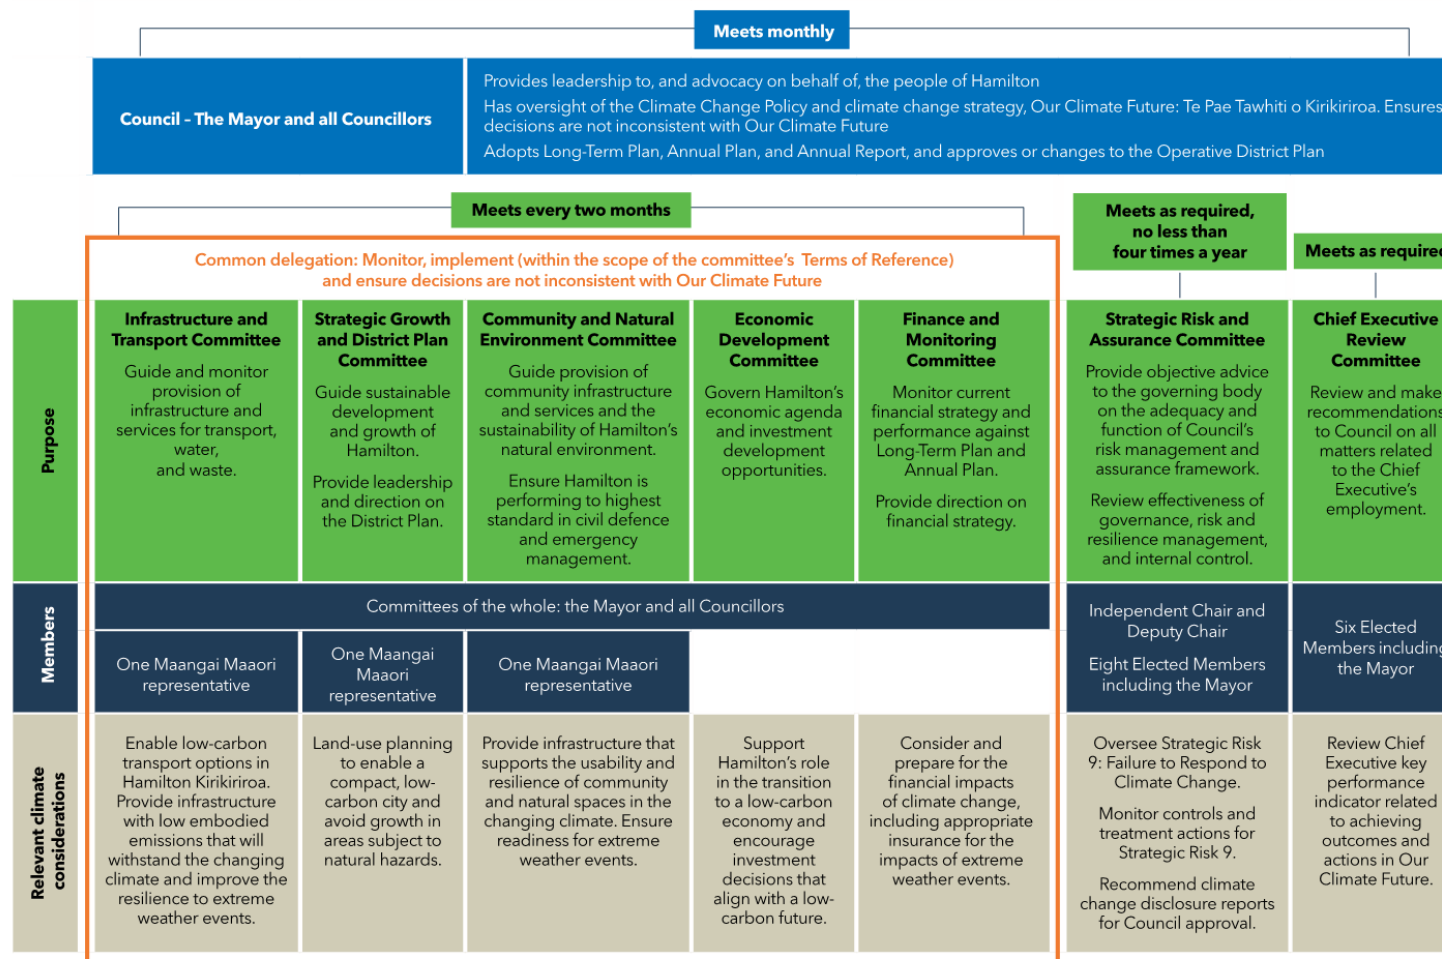 Meets monthly
Council – The Mayor and all Councillors
Provides leadership to, and advocacy on behalf of, the people of Hamilton
Has oversight of the Climate Change Policy and climate change strategy, Our Climate Future: Te Pae Tawhiti o Kirikiriroa. Ensures
decisions are not inconsistent with Our Climate Future
Adopts Long-Term Plan, Annual Plan, and Annual Report, and approves or changes to the Operative District Plan
Meets every two months
Meets as required,
no less than
four times a year
Meets as required
Common delegation: Monitor, implement (within the scope of the committee's Terms of Reference)
and ensure decisions are not inconsistent with Our Climate Future
Purpose
Infrastructure and
Transport Committee
Guide and monitor
provision of
infrastructure and
services for transport,
water,
and waste.
Strategic Growth
and District Plan
Committee
Guide sustainable
development
and growth of
Hamilton.
Provide leadership
and direction on
the District Plan.
Community and Natural
Environment Committee
Guide provision of
community infrastructure
and services and the
sustainability of Hamilton's
natural environment.
Ensure Hamilton is
performing to highest
standard in civil defence
and emergency
management.
Economic
Development
Committee
Govern Hamilton's
economic agenda
and investment
development
opportunities.
Finance and
Monitoring
Committee
Monitor current
financial strategy and
performance against
Long-Term Plan and
Annual Plan.
Provide direction on
financial strategy.
Strategic Risk and
Assurance Committee
Provide objective advice
to the governing body
on the adequacy and
function of Council's
risk management and
assurance framework.
Review effectiveness of
governance, risk and
resilience management,
and internal control.
Chief Executive
Review
Committee
Review and make
recommendations
to Council on all
matters related
to the Chief
Executive's
employment.
Members
Committees of the whole: the Mayor and all Councillors
One Maangai Maaori
representative
One Maangai
Maaori
representative
One Maangai Maaori
representative
Independent Chair and
Deputy Chair
Eight Elected Members
including the Mayor
Six Elected
Members including
the Mayor
Relevant climate
considerations
Enable low-carbon
transport options in
Hamilton Kirikiriroa.
Provide infrastructure
with low embodied
emissions that will
withstand the changing
climate and improve the
resilience to extreme
weather events.
Land-use planning
to enable a
compact, low-
carbon city and
avoid growth in
areas subject to
natural hazards.
Provide infrastructure that
supports the usability and
resilience of community
and natural spaces in the
changing climate. Ensure
readiness for extreme
weather events.
Support
Hamilton's role
in the transition
to a low-carbon
economy and
encourage
investment
decisions that
align with a low-
carbon future.
Consider and
prepare for the
financial impacts
of climate change,
including appropriate
insurance for the
impacts of extreme
weather events.
Oversee Strategic Risk
9: Failure to Respond to
Climate Change.
Monitor controls and
treatment actions for
Strategic Risk 9.
Recommend climate
change disclosure reports
for Council approval.
Review Chief
Executive key
performance
indicator related
to achieving
outcomes and
actions in Our
Climate Future.